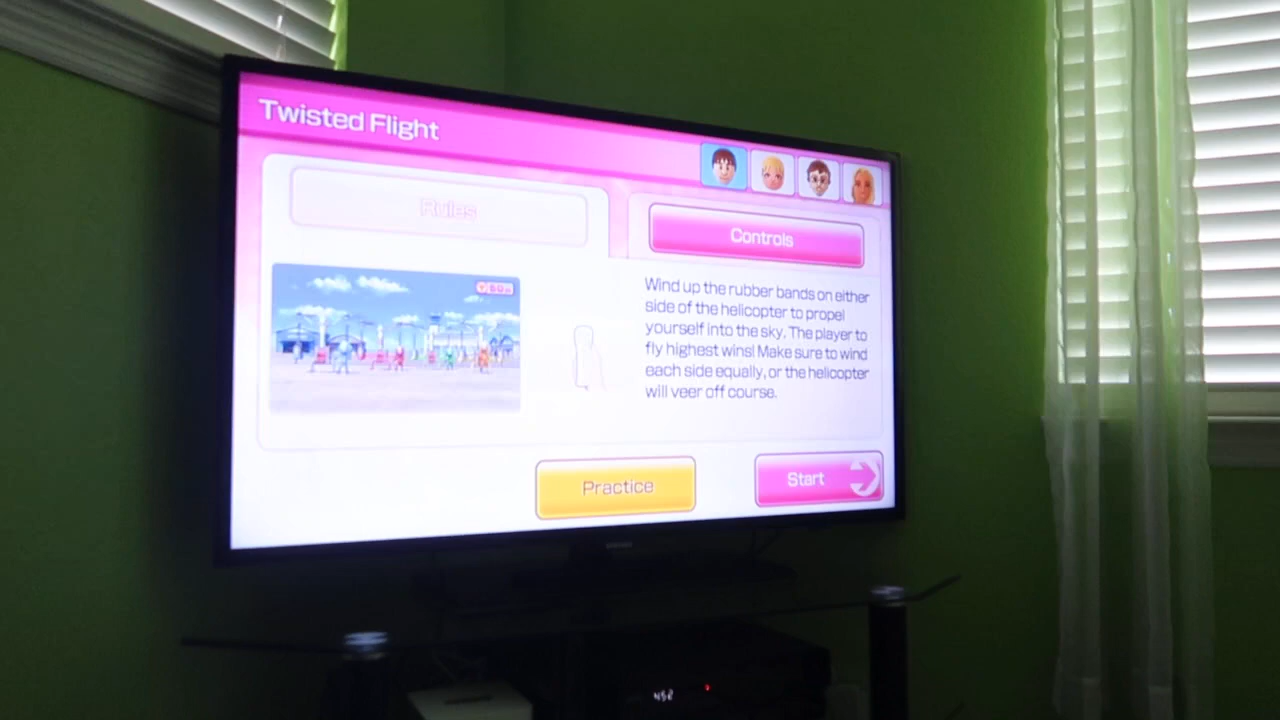 Twisted Flight
Rules
Controls
Wind up the rubber bands on either
side of the helicopter to propel
yourself into the sky. The player to
fly highest wins! Make sure to wind
each side equally, or the helicopter
will veer off course.
Practice
Start